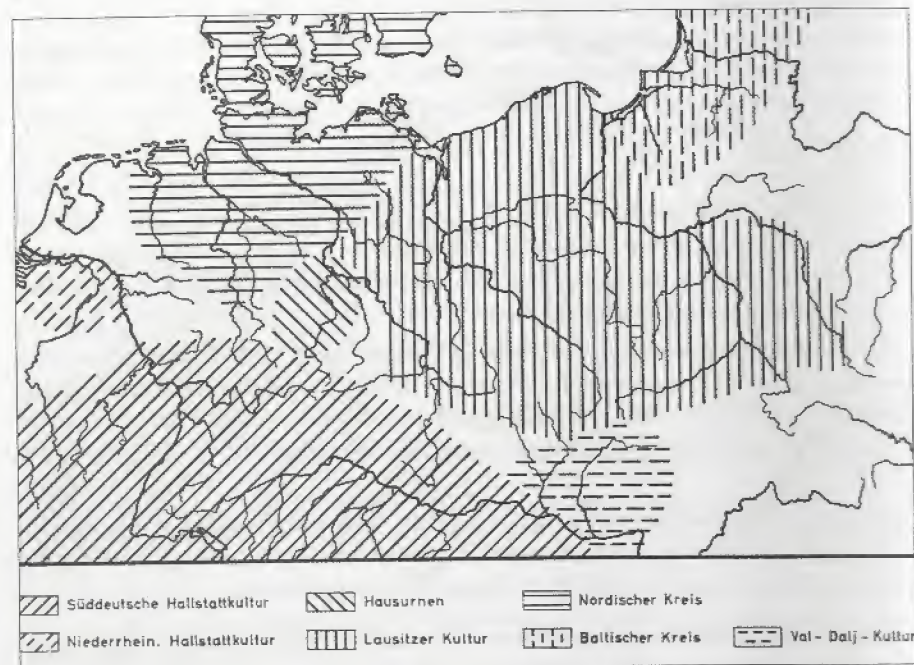 Süddeutsche Hallstattkultur
Hausurnen
Nordischer Kreis
Niederrhein. Hallstattkultur
Lausitzer Kultur
Baltischer Kreis
Val-Dalj-Kultur